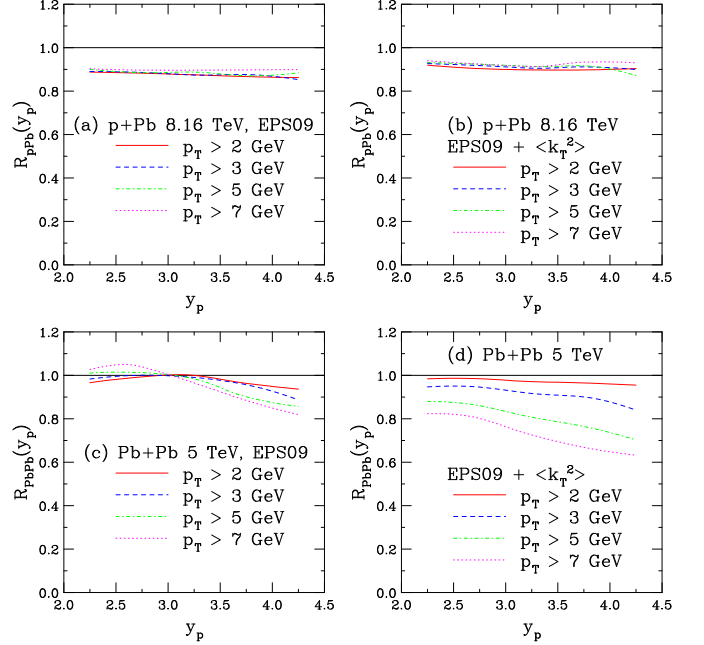 1.2
1.0
0.8
0.6
0.4
0.2
0.0
R_pPb(y_p)
(a) p+Pb 8.16 TeV, EPS09
p_T > 2 GeV
p_T > 3 GeV
p_T > 5 GeV
p_T > 7 GeV
2.0 2.5 3.0 3.5 4.0 4.5
y_p
1.2
1.0
0.8
0.6
0.4
0.2
0.0
R_pPb(y_p)
(b) p+Pb 8.16 TeV
EPS09 + <k_T^2>
p_T > 2 GeV
p_T > 3 GeV
p_T > 5 GeV
p_T > 7 GeV
2.0 2.5 3.0 3.5 4.0 4.5
y_p
1.2
1.0
0.8
0.6
0.4
0.2
0.0
R_PbPb(y_p)
(c) Pb+Pb 5 TeV, EPS09
p_T > 2 GeV
p_T > 3 GeV
p_T > 5 GeV
p_T > 7 GeV
2.0 2.5 3.0 3.5 4.0 4.5
y_p
1.2
1.0
0.8
0.6
0.4
0.2
0.0
R_PbPb(y_p)
(d) Pb+Pb 5 TeV
EPS09 + <k_T^2>
p_T > 2 GeV
p_T > 3 GeV
p_T > 5 GeV
p_T > 7 GeV
2.0 2.5 3.0 3.5 4.0 4.5
y_p